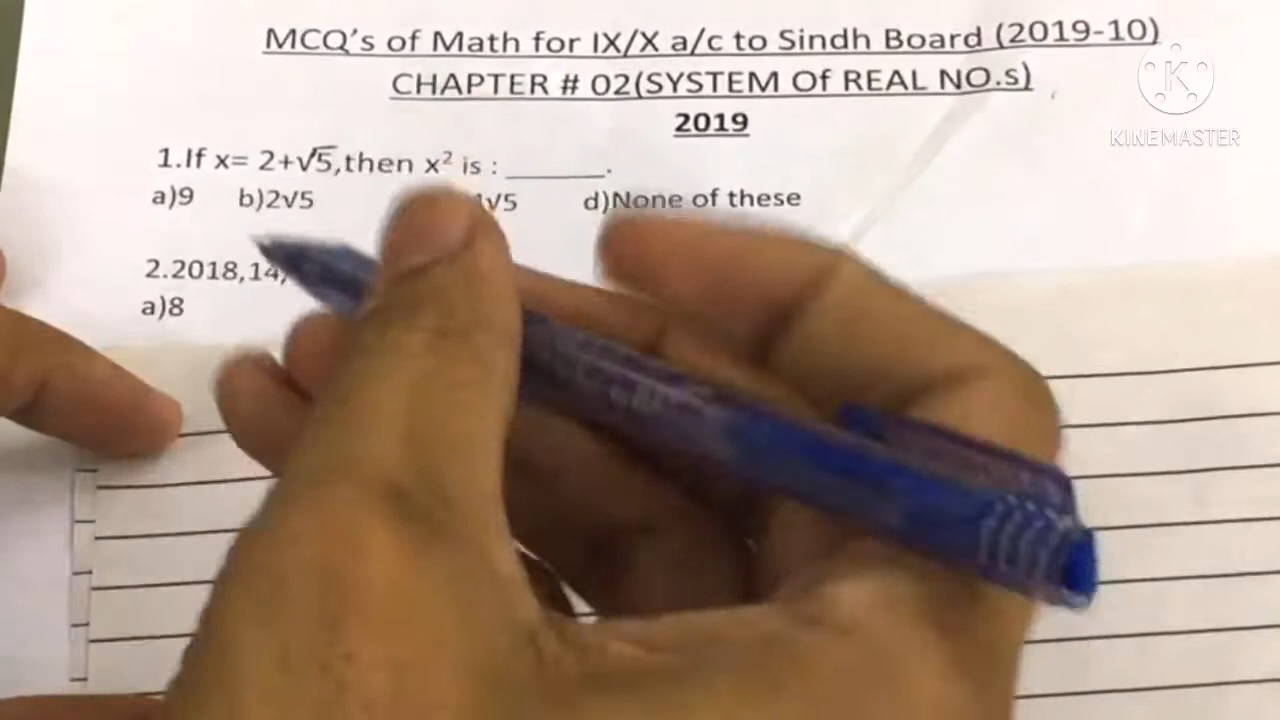 MCQ's of Math for IX/X a/c to Sindh Board (2019-10)
CHAPTER # 02(SYSTEM Of REAL NO.s)
2019
KINEMASTER
1.If x= 2+√5,then x² is : ______.
a)9 b)2√5 √5 d)None of these
2.2018,14,
a)8